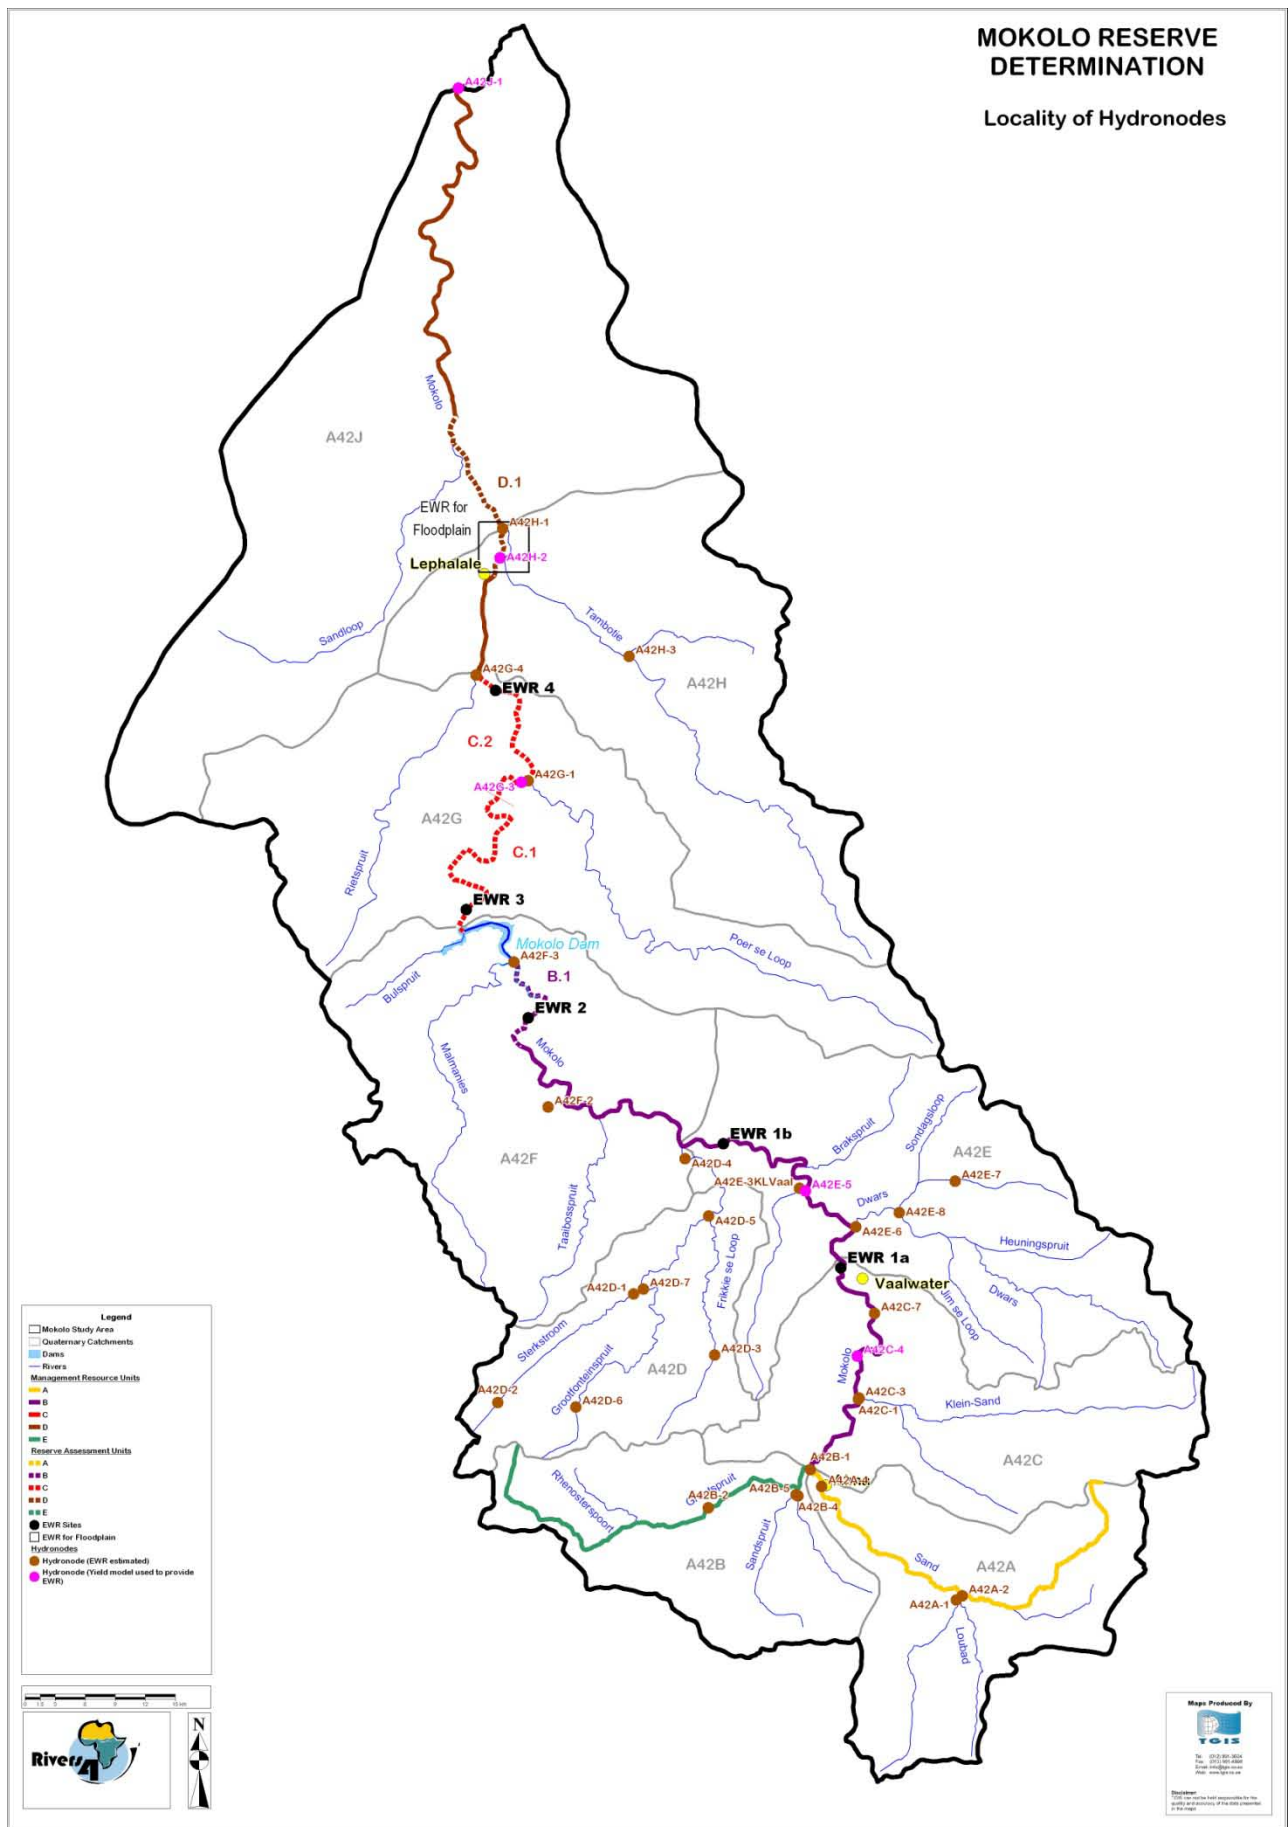 MOKOLO RESERVE
DETERMINATION
Locality of Hydronodes
A42J-1
Mokolo
A42J
D.1
EWR for
Floodplain
A42H-1
A42H-2
Lephalale
Sandloop
Tambotie
A42H-3
A42G-4
EWR 4
A42H
C.2
A42G-1
A42G-3
A42G
C.1
Rietspruit
EWR 3
Poer se Loop
Mokolo Dam
A42F-3
B.1
Bulspruit
EWR 2
Mokolo
Malmanies
A42F-2
Sondagsloop
EWR 1b
Brakspruit
A42E
A42F
A42D-4
A42E-3KLVaal
A42E-5
A42E-7
Dwars
A42E-8
A42D-5
A42E-6
Taaibosspruit
Heuningspruit
Frikkie se Loop
EWR 1a
Vaalwater
A42D-1
A42D-7
Dwars
Jim se Loop
A42C-7
Sterkstroom
A42D-3
A42C-4
Grootfonteinspruit
A42D
Mokolo
A42D-2
A42D-6
A42C-3
A42C-1
Klein-Sand
A42B-1
A42C
Rhenosterspoort
A42B-5
A42B-2
A42B-4
Sandspruit
A42B
Sand
A42A
A42A-2
A42A-1
Loubad
Legend
Mokolo Study Area
Quaternary Catchments
Dams
Rivers
Management Resource Units
A
B
C
D
E
Reserve Assessment Units
A
B
C
D
E
EWR Sites
EWR for Floodplain
Hydronodes
Hydronode (EWR estimated)
Hydronode (Yield model used to provide
EWR)
N
Maps Produced By
TGIS
Disclaimer: